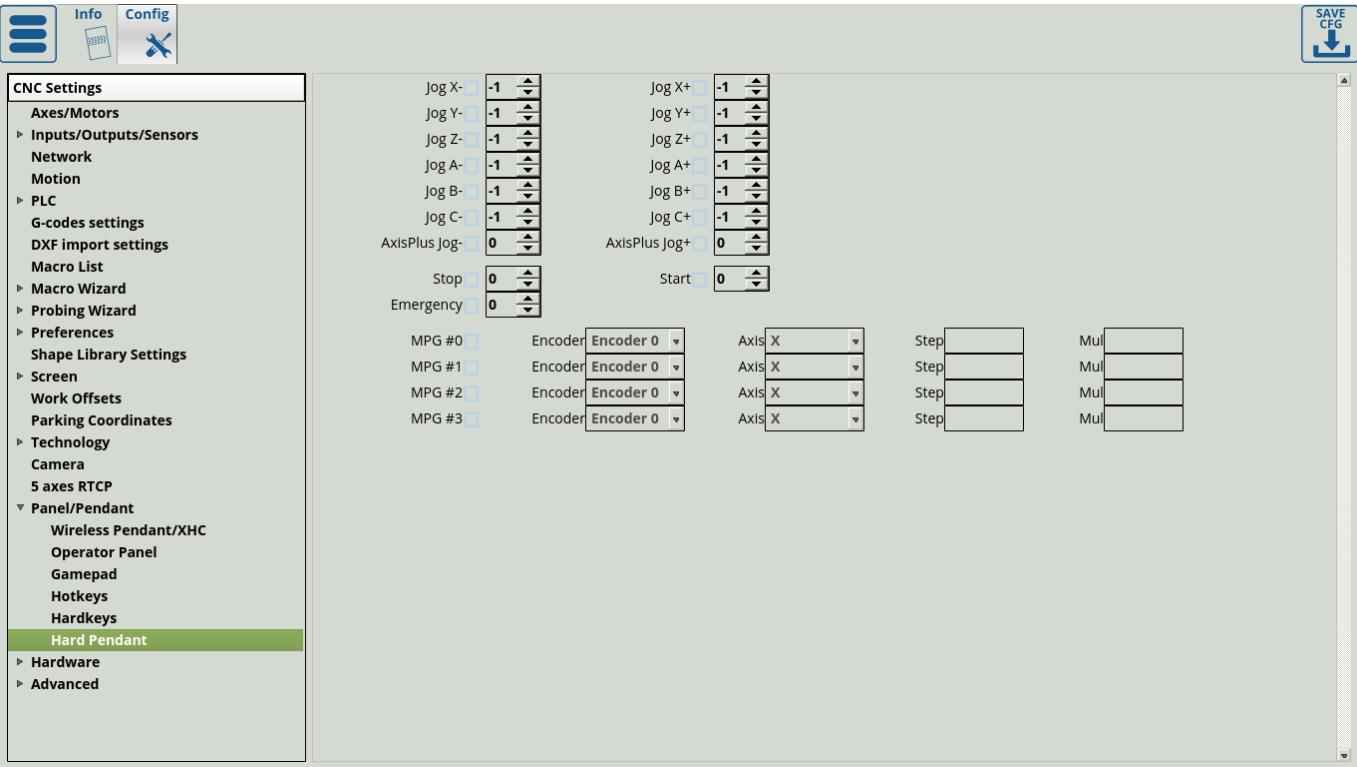 Info
Config
SAVE
CFG
CNC Settings
Axes/Motors
Inputs/Outputs/Sensors
Network
Motion
PLC
G-codes settings
DXF import settings
Macro List
Macro Wizard
Probing Wizard
Preferences
Shape Library Settings
Screen
Work Offsets
Parking Coordinates
Technology
Camera
5 axes RTCP
Panel/Pendant
Wireless Pendant/XHC
Operator Panel
Gamepad
Hotkeys
Hardkeys
Hard Pendant
Hardware
Advanced
Jog X- -1 Jog X+ -1
Jog Y- -1 Jog Y+ -1
Jog Z- -1 Jog Z+ -1
Jog A- -1 Jog A+ -1
Jog B- -1 Jog B+ -1
Jog C- -1 Jog C+ -1
AxisPlus Jog- 0 AxisPlus Jog+ 0
Stop 0 Start 0
Emergency 0
MPG #0 Encoder Encoder 0 Axis X Step Mul
MPG #1 Encoder Encoder 0 Axis X Step Mul
MPG #2 Encoder Encoder 0 Axis X Step Mul
MPG #3 Encoder Encoder 0 Axis X Step Mul